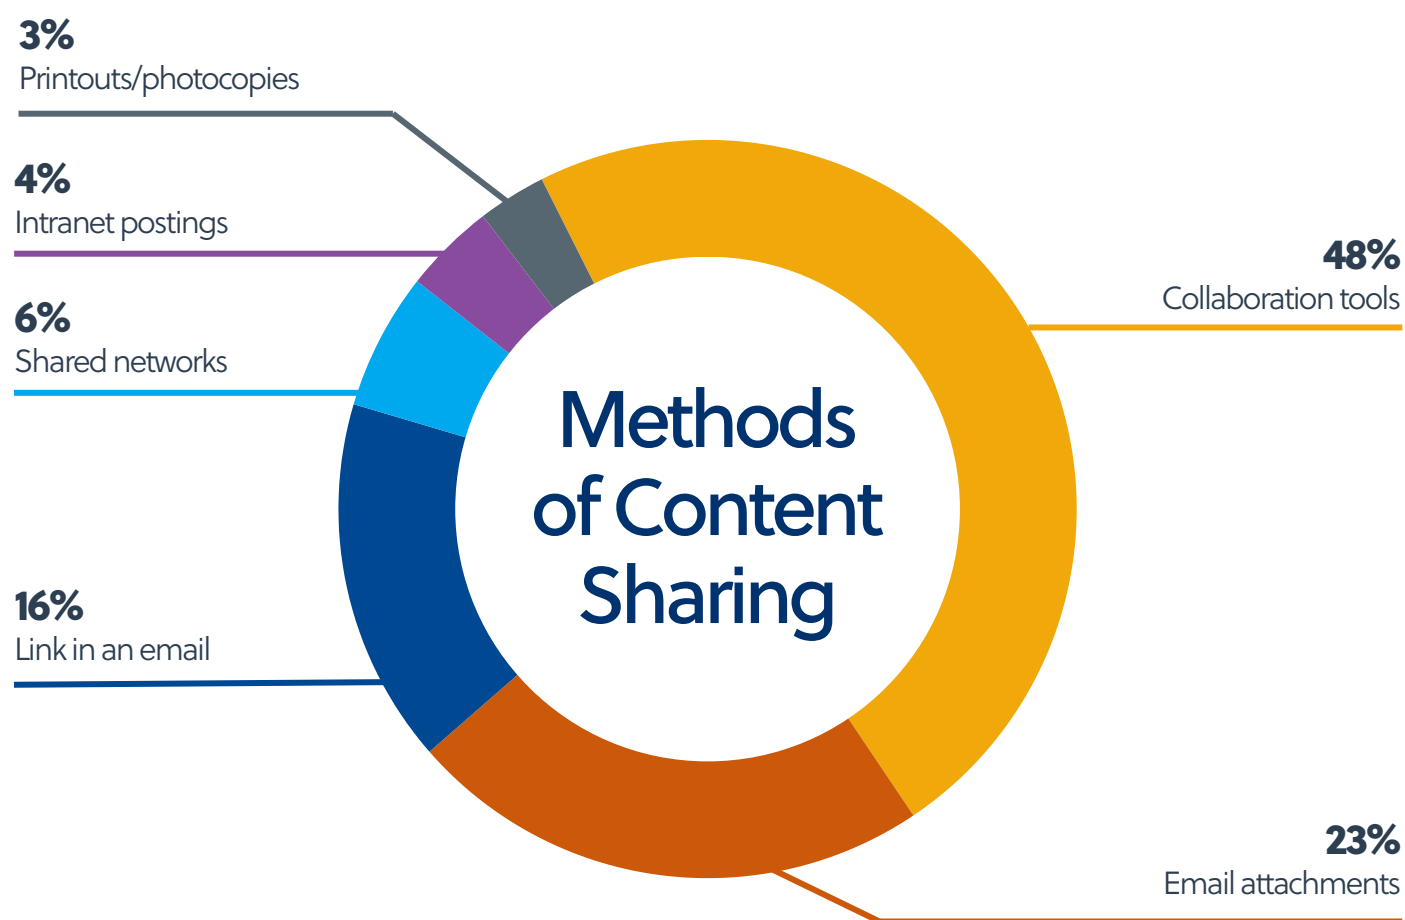 3%
Printouts/photocopies
4%
Intranet postings
6%
Shared networks
16%
Link in an email
Methods
of Content
Sharing
48%
Collaboration tools
23%
Email attachments